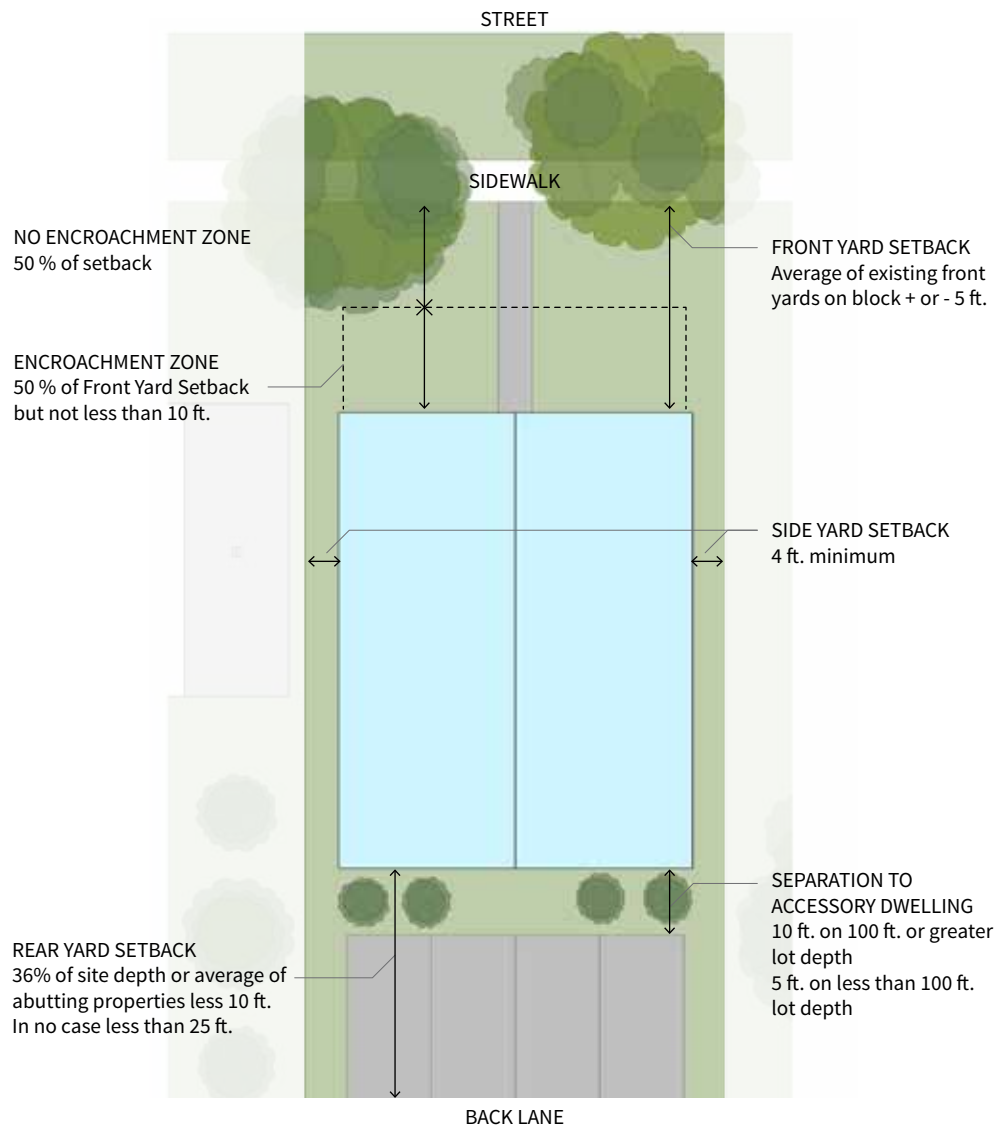 STREET
SIDEWALK
NO ENCROACHMENT ZONE
50 % of setback
FRONT YARD SETBACK
Average of existing front
yards on block + or - 5 ft.
ENCROACHMENT ZONE
50 % of Front Yard Setback
but not less than 10 ft.
SIDE YARD SETBACK
4 ft. minimum
SEPARATION TO
ACCESSORY DWELLING
10 ft. on 100 ft. or greater
lot depth
5 ft. on less than 100 ft.
lot depth
REAR YARD SETBACK
36% of site depth or average of
abutting properties less 10 ft.
In no case less than 25 ft.
BACK LANE